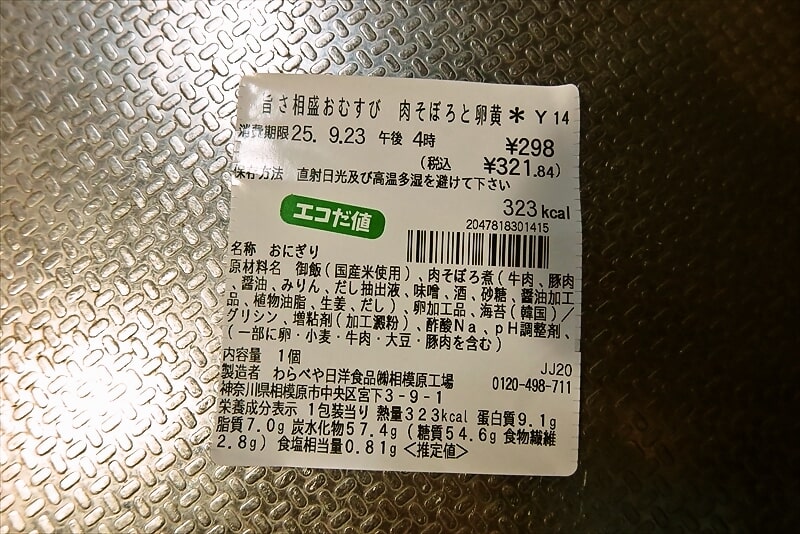 旨さ相盛おむすび 肉そぼろと卵黄＊ Y14
消費期限25. 9.23 午後 4時
¥298
(税込 ¥321.84)
保存方法 直射日光及び高温多湿を避けて下さい
323kcal
エコだ値
2047818301415
名称 おにぎり
原材料名 御飯(国産米使用)、肉そぼろ煮(牛肉、豚肉
、醤油、みりん、だし抽出液、味噌、酒、砂糖、醤油加工
品、植物油脂、生姜、だし)、卵加工品、海苔(韓国)／
グリシン、増粘剤(加工澱粉)、酢酸Na、pH調整剤、
(一部に卵・小麦・牛肉・大豆・豚肉を含む)
内容量 1個
JJ20
製造者 わらべや日洋食品㈱相模原工場
0120-498-711
神奈川県相模原市中央区宮下3-9-1
栄養成分表示 1包装当り 熱量323kcal 蛋白質9.1g
脂質7.0g 炭水化物57.4g (糖質54.6g 食物繊維
2.8g) 食塩相当量0.81g <推定値>